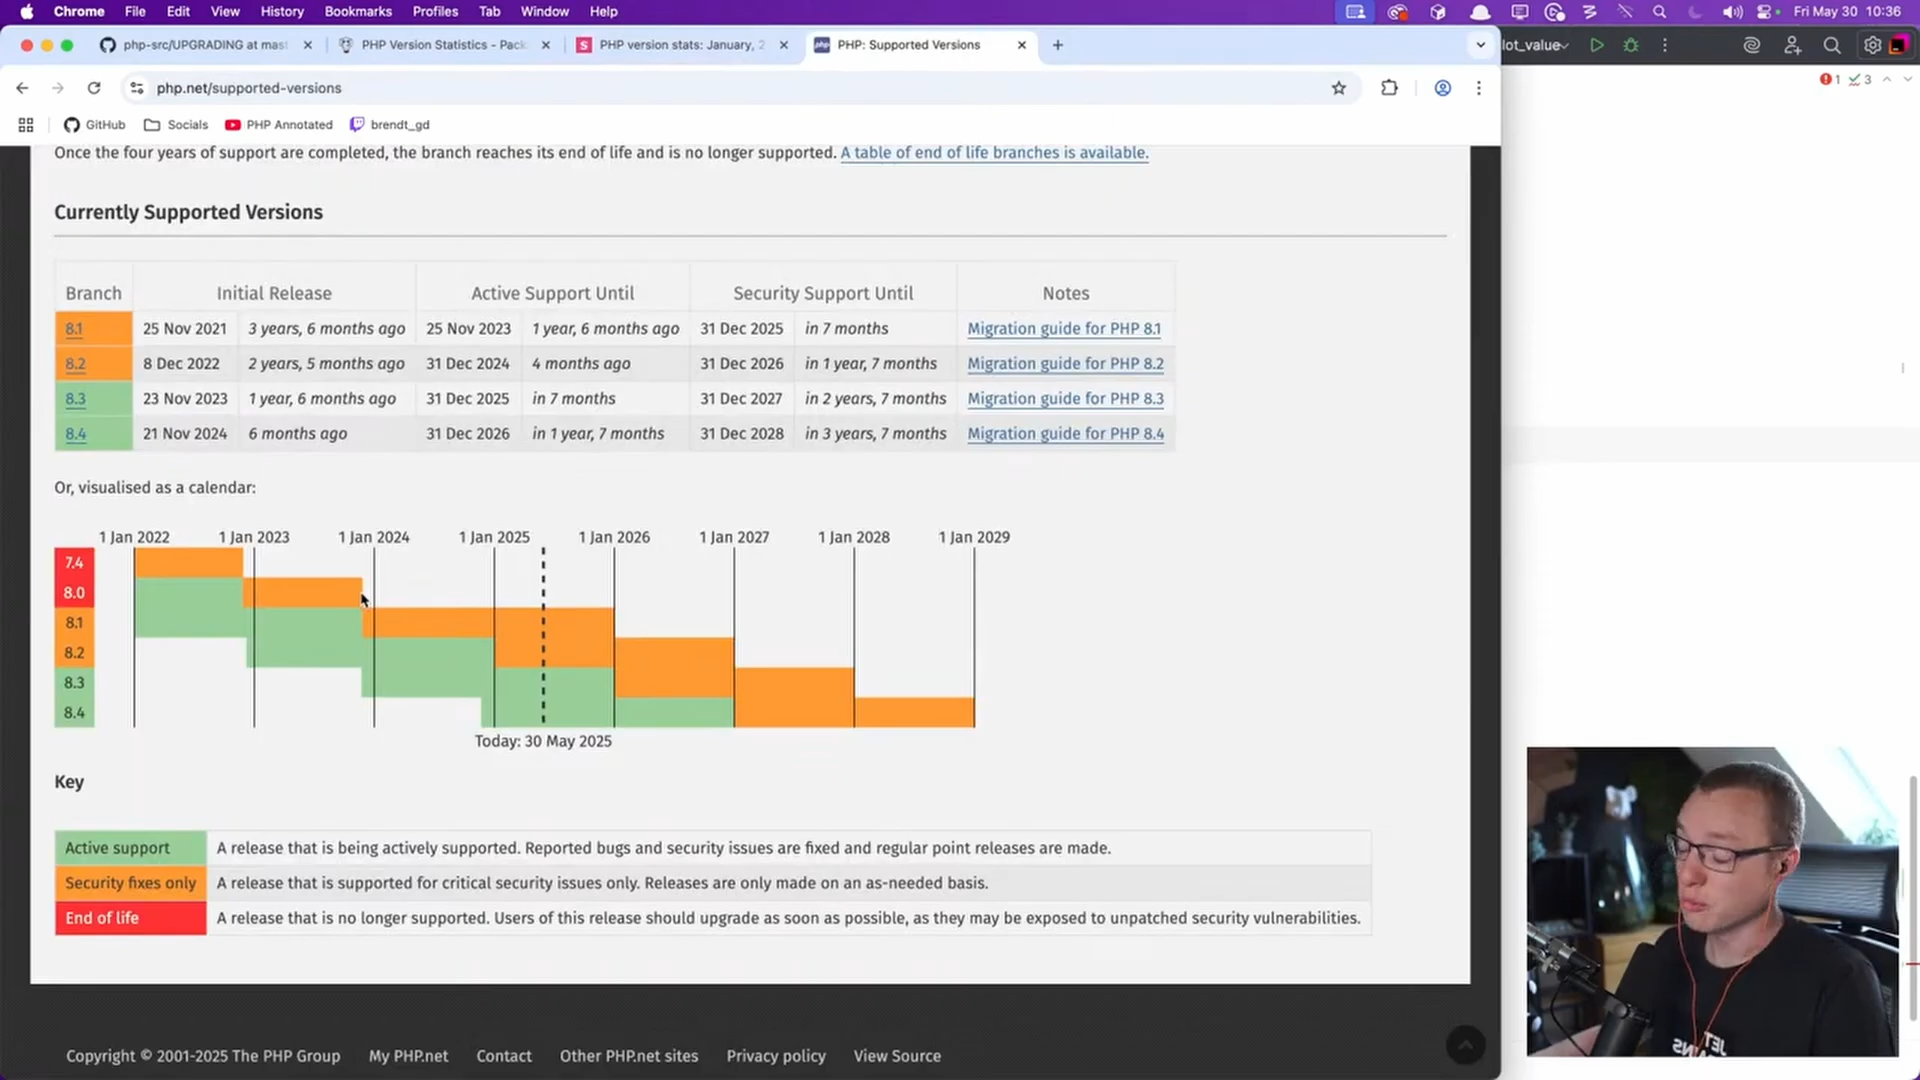 Chrome File Edit View History Bookmarks Profiles Tab Window Help Fri May 30 10:36
php-src/UPGRADING at mast PHP Version Statistics - Pack PHP version stats: January, 2 PHP: Supported Versions lot_value
php.net/supported-versions 1 3
GitHub Socials PHP Annotated brendt_gd
Once the four years of support are completed, the branch reaches its end of life and is no longer supported. A table of end of life branches is available.
Currently Supported Versions
Branch Initial Release Active Support Until Security Support Until Notes
8.1 25 Nov 2021 3 years, 6 months ago 25 Nov 2023 1 year, 6 months ago 31 Dec 2025 in 7 months Migration guide for PHP 8.1
8.2 8 Dec 2022 2 years, 5 months ago 31 Dec 2024 4 months ago 31 Dec 2026 in 1 year, 7 months Migration guide for PHP 8.2
8.3 23 Nov 2023 1 year, 6 months ago 31 Dec 2025 in 7 months 31 Dec 2027 in 2 years, 7 months Migration guide for PHP 8.3
8.4 21 Nov 2024 6 months ago 31 Dec 2026 in 1 year, 7 months 31 Dec 2028 in 3 years, 7 months Migration guide for PHP 8.4
Or, visualised as a calendar:
1 Jan 2022 1 Jan 2023 1 Jan 2024 1 Jan 2025 1 Jan 2026 1 Jan 2027 1 Jan 2028 1 Jan 2029
7.4
8.0
8.1
8.2
8.3
8.4
Today: 30 May 2025
Key
Active support A release that is being actively supported. Reported bugs and security issues are fixed and regular point releases are made.
Security fixes only A release that is supported for critical security issues only. Releases are only made on an as-needed basis.
End of life A release that is no longer supported. Users of this release should upgrade as soon as possible, as they may be exposed to unpatched security vulnerabilities.
Copyright © 2001-2025 The PHP Group My PHP.net Contact Other PHP.net sites Privacy policy View Source